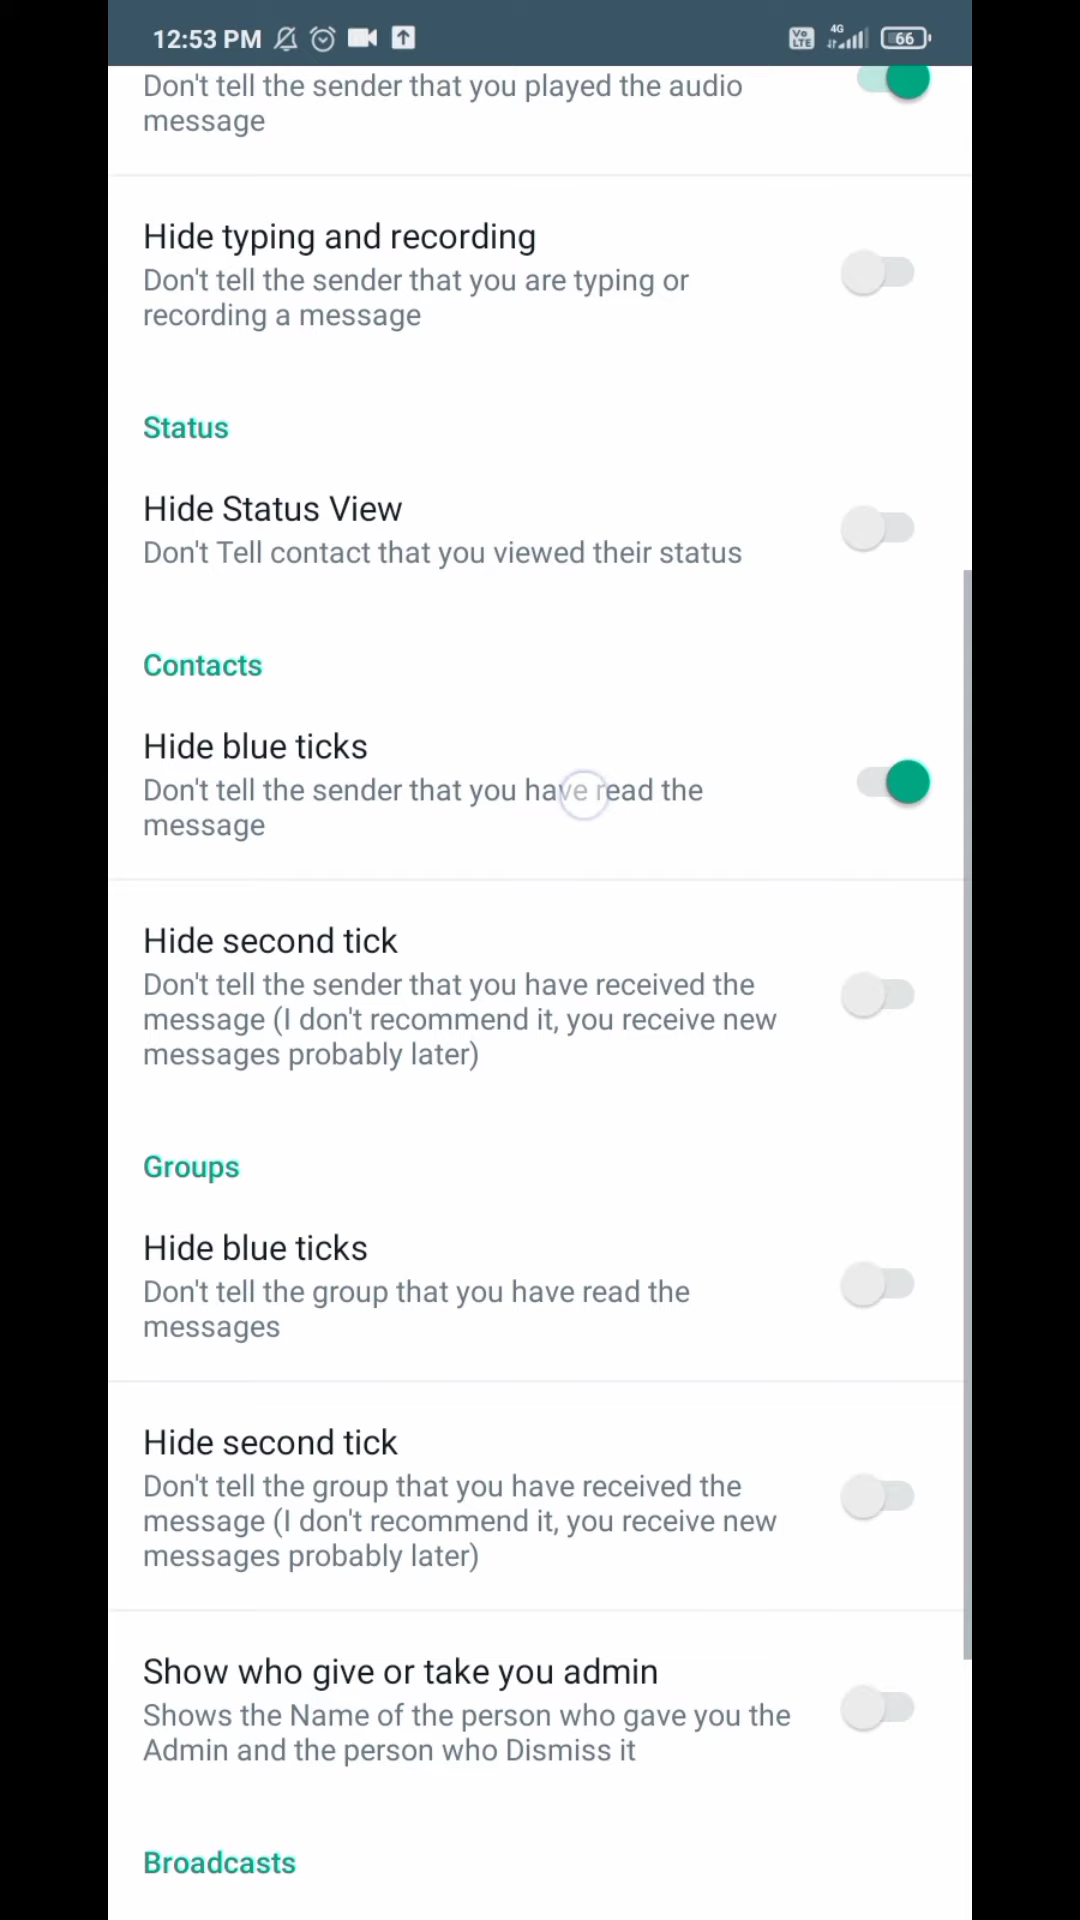 12:53 PM
Vo LTE
4G
66
Don't tell the sender that you played the audio
message
Hide typing and recording
Don't tell the sender that you are typing or
recording a message
Status
Hide Status View
Don't Tell contact that you viewed their status
Contacts
Hide blue ticks
Don't tell the sender that you have read the
message
Hide second tick
Don't tell the sender that you have received the
message (I don't recommend it, you receive new
messages probably later)
Groups
Hide blue ticks
Don't tell the group that you have read the
messages
Hide second tick
Don't tell the group that you have received the
message (I don't recommend it, you receive new
messages probably later)
Show who give or take you admin
Shows the Name of the person who gave you the
Admin and the person who Dismiss it
Broadcasts